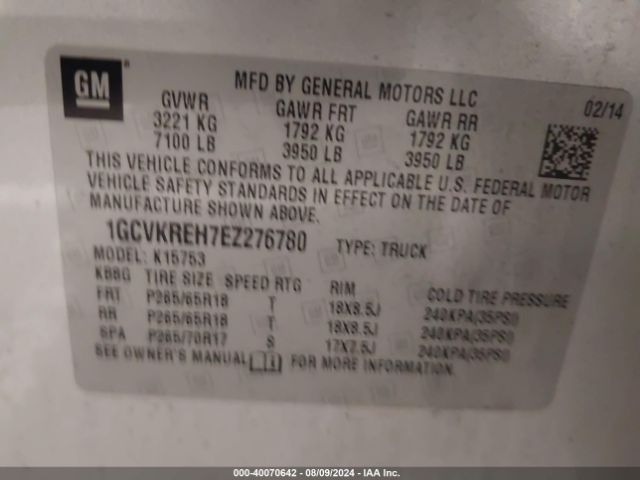 GM®
MFD BY GENERAL MOTORS LLC
02/14
GVWR GAWR FRT GAWR RR
3221 KG 1792 KG 1792 KG
7100 LB 3950 LB 3950 LB
THIS VEHICLE CONFORMS TO ALL APPLICABLE U.S. FEDERAL MOTOR
VEHICLE SAFETY STANDARDS IN EFFECT ON THE DATE OF
MANUFACTURE SHOWN ABOVE.
1GCVKREH7EZ276780 TYPE: TRUCK
MODEL: K15753
KBBG TIRE SIZE SPEED RTG RIM COLD TIRE PRESSURE
FRT P265/65R18 T 18X8.5J 240KPA(35PSI)
RR P265/65R18 T 18X8.5J 240KPA(35PSI)
SPA P265/70R17 S 17X7.5J 240KPA(35PSI)
SEE OWNER'S MANUAL FOR MORE INFORMATION.
000-40070642 - 08/09/2024 - IAA Inc.